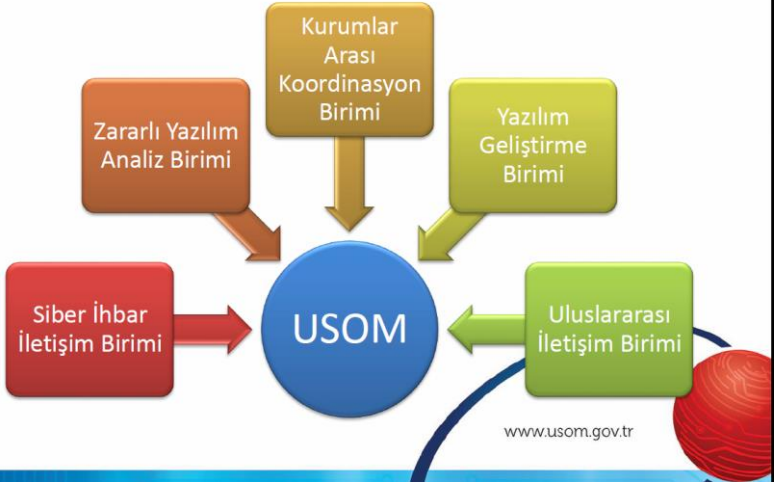 Kurumlar
Arası
Koordinasyon
Birimi
Zararlı Yazılım
Analiz Birimi
Yazılım
Geliştirme
Birimi
Siber İhbar
İletişim Birimi
USOM
Uluslararası
İletişim Birimi
www.usom.gov.tr